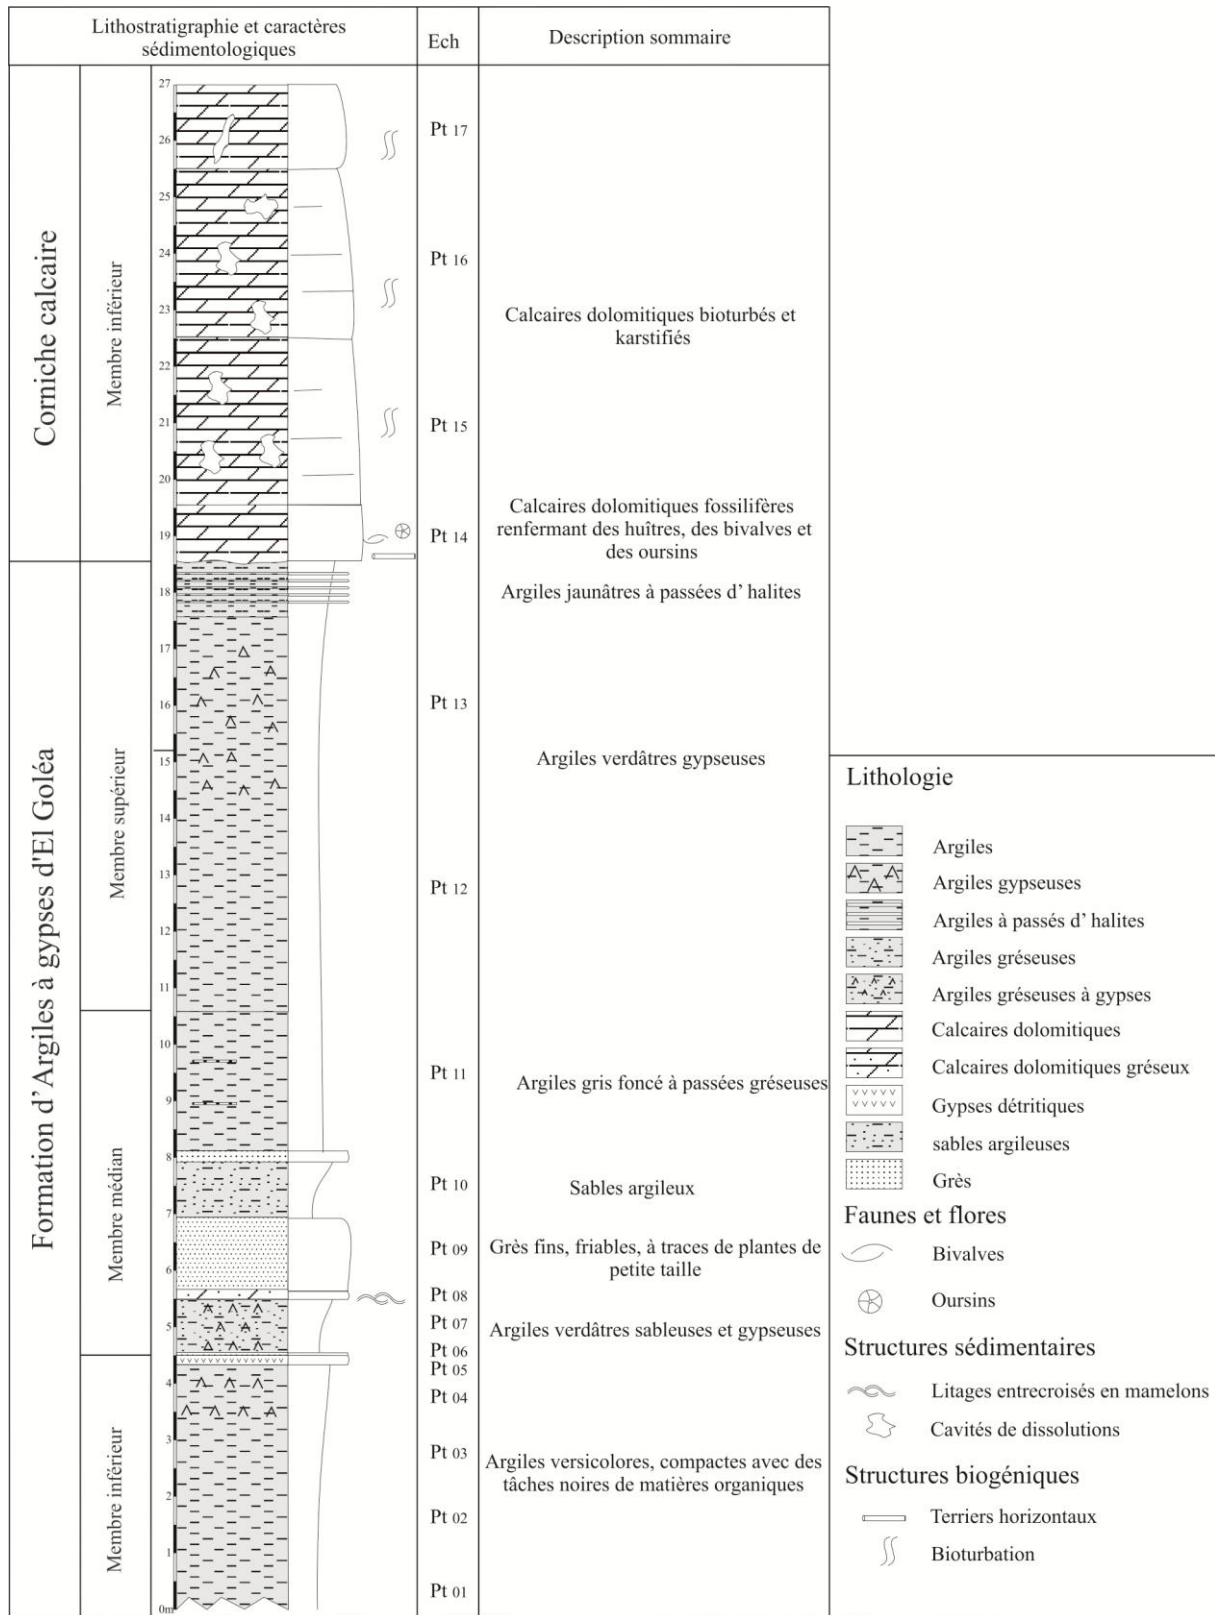 Lithostratigraphie et caractères
sédimentologiques
Ech
Description sommaire
Corniche calcaire
Membre inférieur
Formation d'Argiles à gypses d'El Goléa
Membre supérieur
Membre médian
Membre inférieur
27
26
25
24
23
22
21
20
19
18
17
16
15
14
13
12
11
10
9
8
7
6
5
4
3
2
1
0m
Pt 17
Pt 16
Pt 15
Pt 14
Pt 13
Pt 12
Pt 11
Pt 10
Pt 09
Pt 08
Pt 07
Pt 06
Pt 05
Pt 04
Pt 03
Pt 02
Pt 01
Calcaires dolomitiques bioturbés et
karstifiés
Calcaires dolomitiques fossilifères
renfermant des huîtres, des bivalves et
des oursins
Argiles jaunâtres à passées d' halites
Argiles verdâtres gypseuses
Argiles gris foncé à passées gréseuses
Sables argileux
Grès fins, friables, à traces de plantes de
petite taille
Argiles verdâtres sableuses et gypseuses
Argiles versicolores, compactes avec des
tâches noires de matières organiques
Lithologie
Argiles
Argiles gypseuses
Argiles à passés d' halites
Argiles gréseuses
Argiles gréseuses à gypses
Calcaires dolomitiques
Calcaires dolomitiques gréseux
Gypses détritiques
sables argileuses
Grès
Faunes et flores
Bivalves
Oursins
Structures sédimentaires
Litages entrecroisés en mamelons
Cavités de dissolutions
Structures biogéniques
Terriers horizontaux
Bioturbation